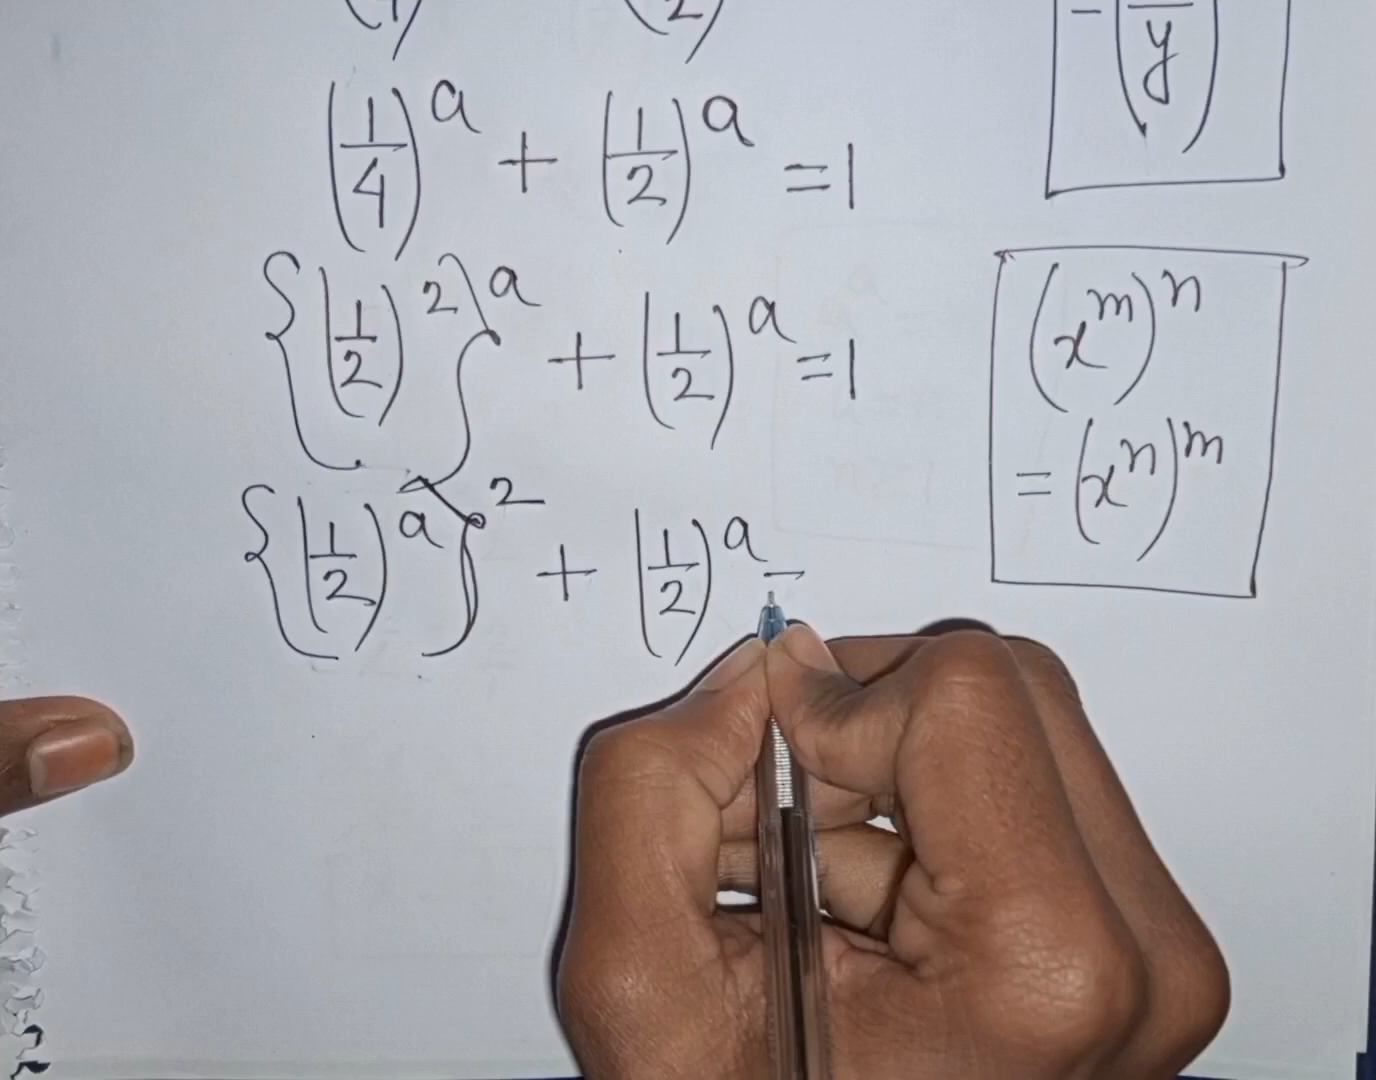 (1/4)^a + (1/2)^a = 1
{(1/2)^2}^a + (1/2)^a = 1
{(1/2)^a}^2 + (1/2)^a -
y
(x^m)^n
= (x^n)^m